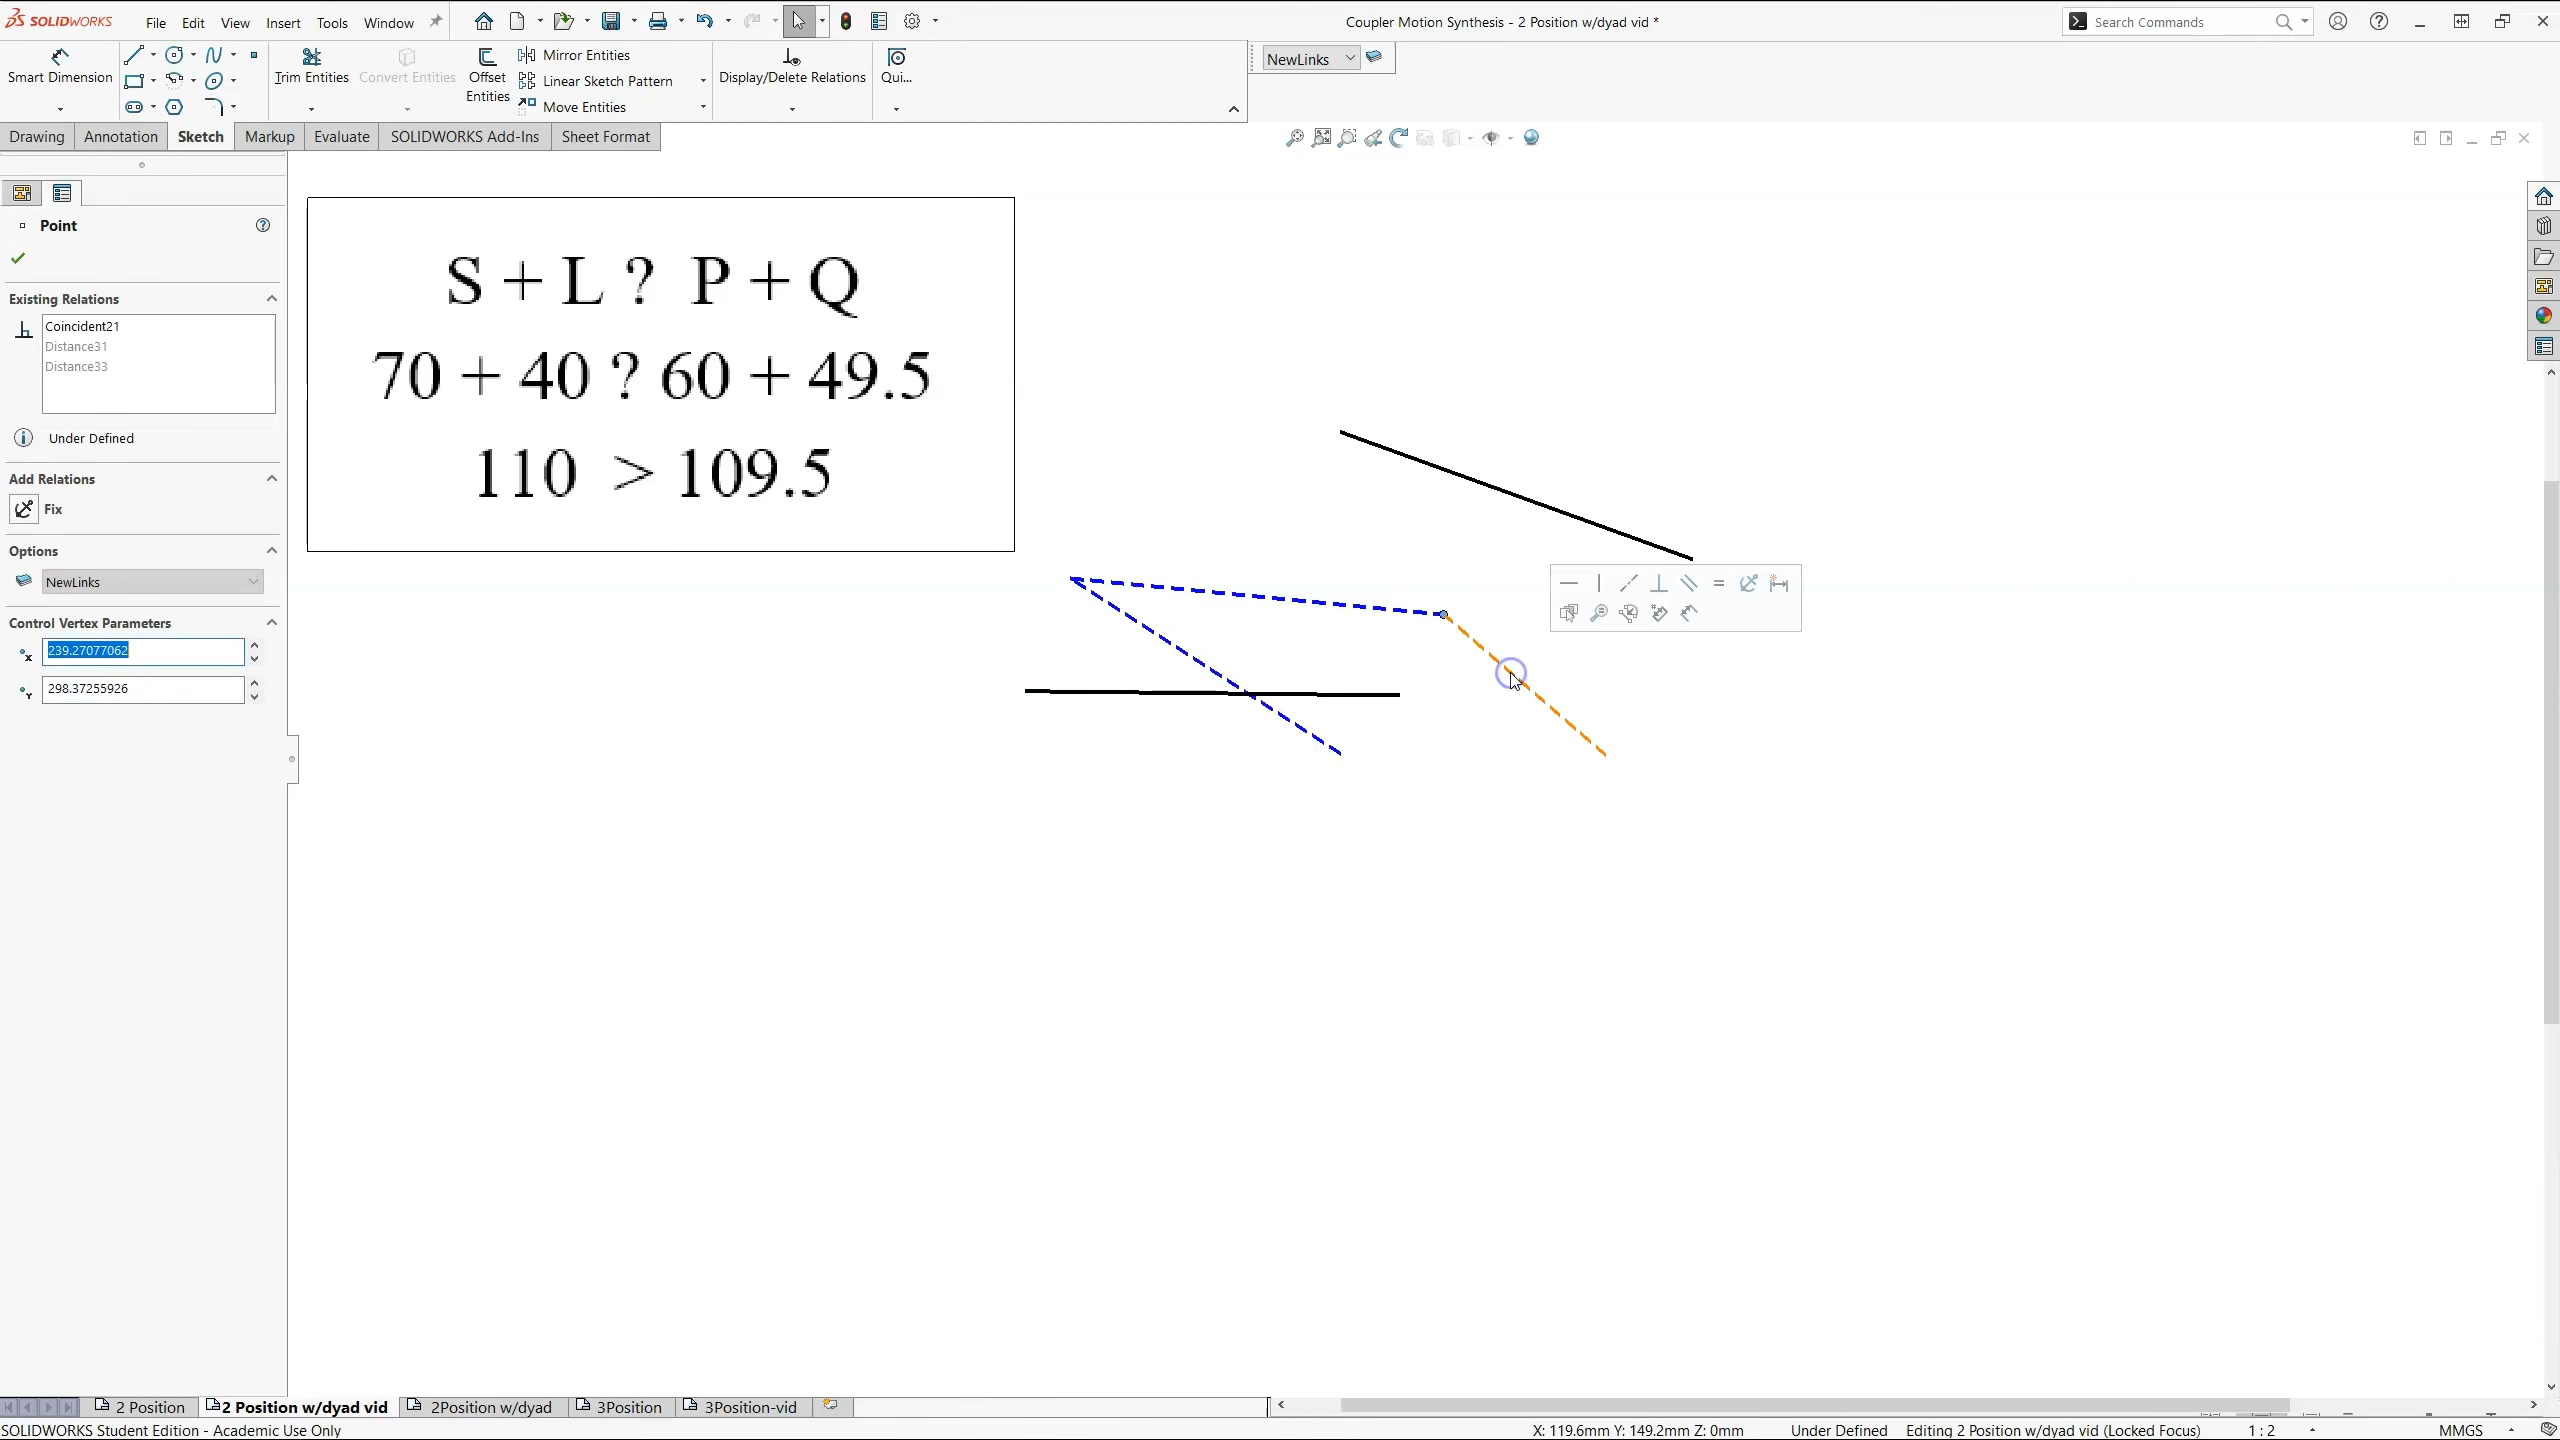 SOLIDWORKS File Edit View Insert Tools Window
Coupler Motion Synthesis - 2 Position w/dyad vid *
Search Commands
Smart Dimension
Trim Entities
Convert Entities
Offset Entities
Mirror Entities
Linear Sketch Pattern
Move Entities
Display/Delete Relations
Qui...
NewLinks
Drawing Annotation Sketch Markup Evaluate SOLIDWORKS Add-Ins Sheet Format
Point
Existing Relations
Coincident21
Distance31
Distance33
Under Defined
Add Relations
Fix
Options
NewLinks
Control Vertex Parameters
239.27077062
298.37255926
S + L ? P + Q
70 + 40 ? 60 + 49.5
110 > 109.5
2 Position 2 Position w/dyad vid 2Position w/dyad 3Position 3Position-vid
SOLIDWORKS Student Edition - Academic Use Only
X: 119.6mm Y: 149.2mm Z: 0mm Under Defined Editing 2 Position w/dyad vid (Locked Focus) 1 : 2 MMGS